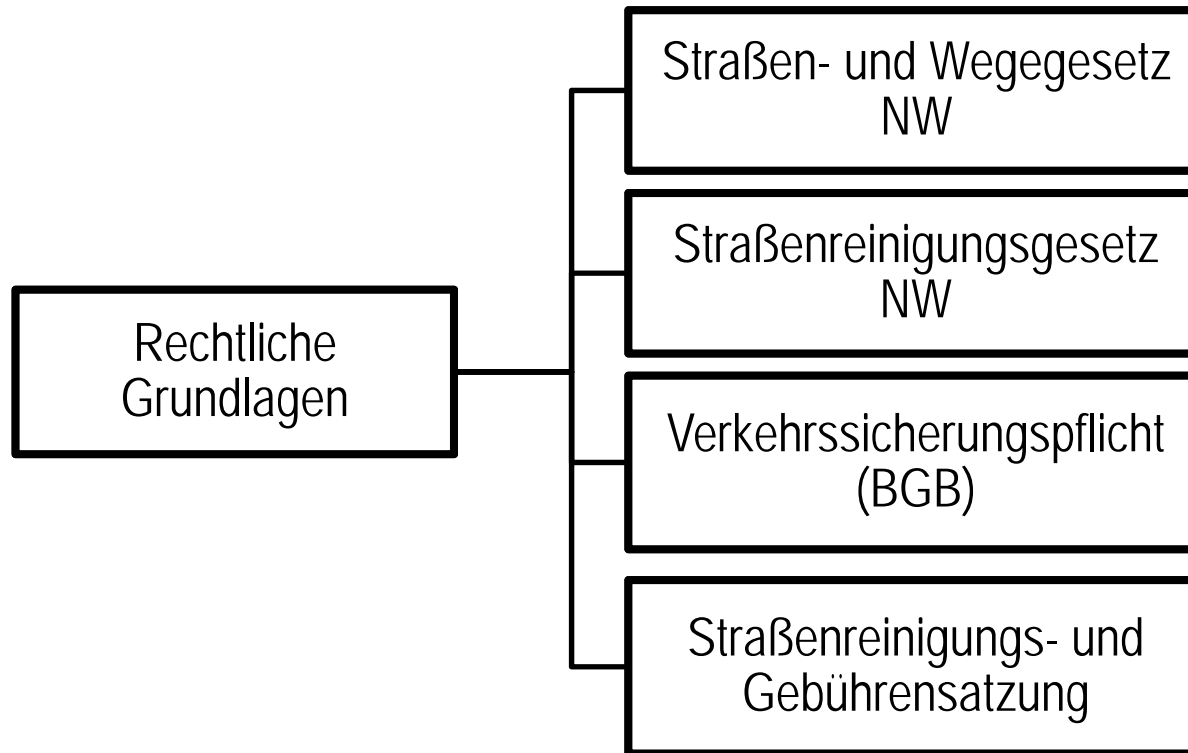 Straßen- und Wegegesetz
NW
Straßenreinigungsgesetz
NW
Rechtliche
Grundlagen
Verkehrssicherungspflicht
(BGB)
Straßenreinigungs- und
Gebührensatzung